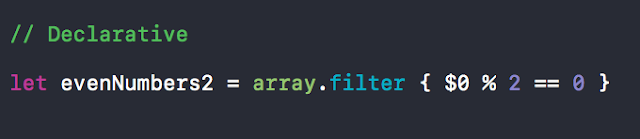 // Declarative
let evenNumbers2 = array.filter { $0 % 2 == 0 }